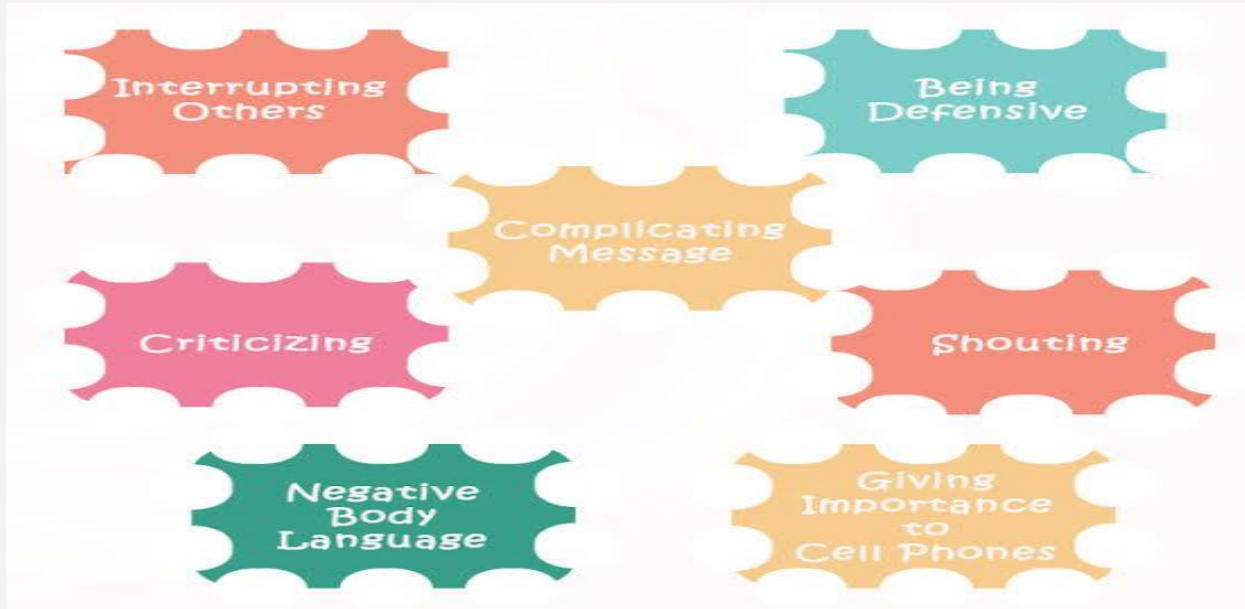 Interrupting
Others
Being
Defensive
Complicating
Message
Criticizing
Shouting
Negative
Body
Language
Giving
Importance
to
Cell Phones